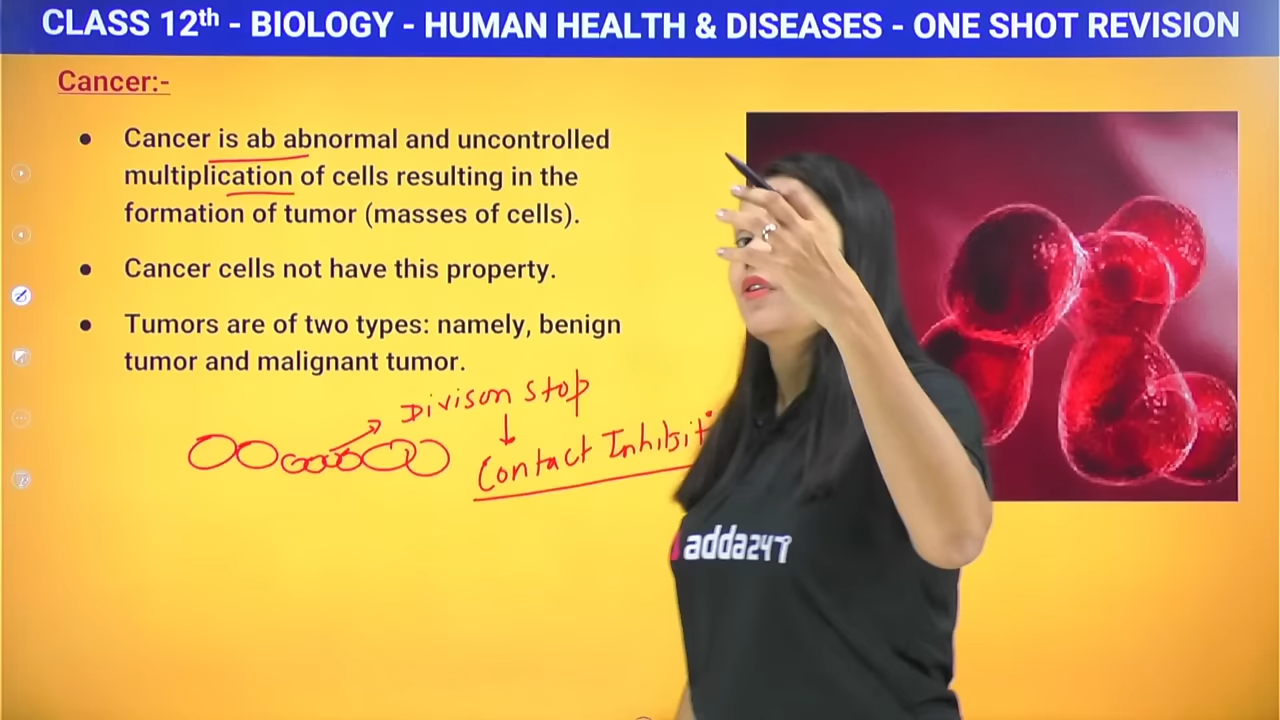 CLASS 12th - BIOLOGY - HUMAN HEALTH & DISEASES - ONE SHOT REVISION
Cancer:-
● Cancer is ab abnormal and uncontrolled
multiplication of cells resulting in the
formation of tumor (masses of cells).
● Cancer cells not have this property.
● Tumors are of two types: namely, benign
tumor and malignant tumor.
Divison stop
Contact Inhibiti
adda247